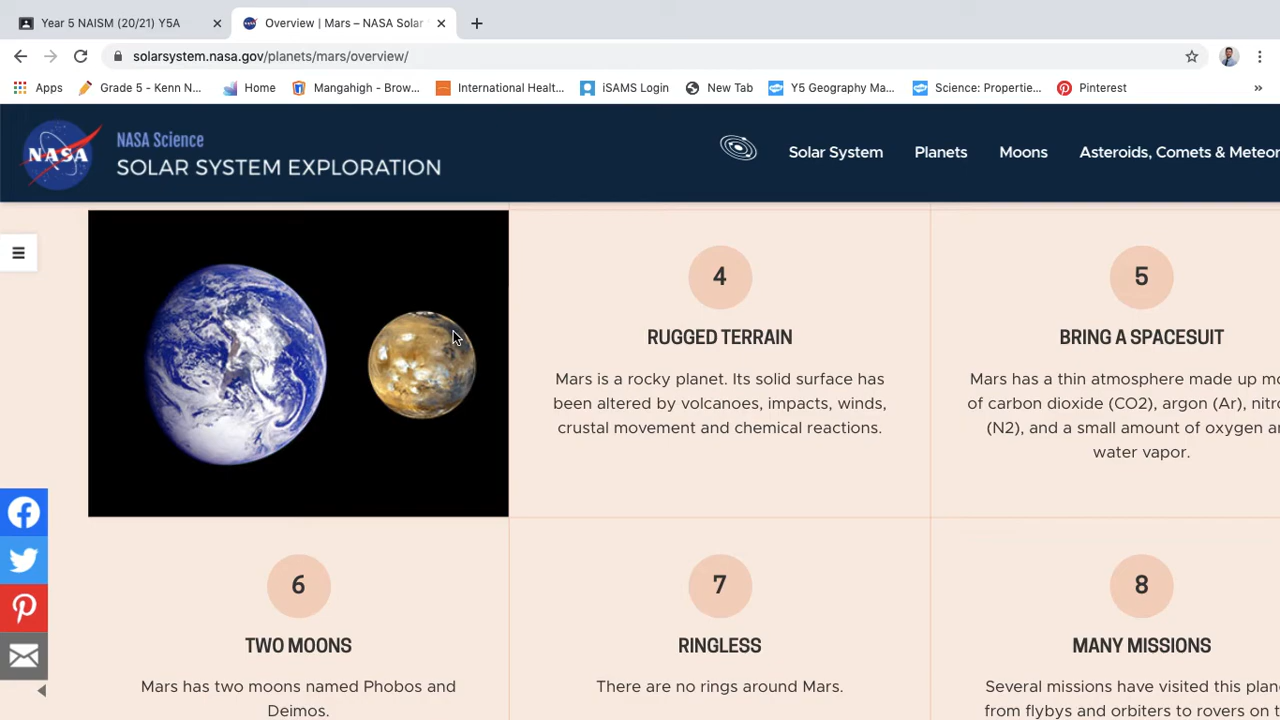 Year 5 NAISM (20/21) Y5A
Overview | Mars – NASA Solar
solarsystem.nasa.gov/planets/mars/overview/
Apps
Grade 5 - Kenn N...
Home
Mangahigh - Brow...
International Healt...
iSAMS Login
New Tab
Y5 Geography Ma...
Science: Propertie...
Pinterest
»
NASA
NASA Science
SOLAR SYSTEM EXPLORATION
Solar System
Planets
Moons
Asteroids, Comets & Meteor
4
RUGGED TERRAIN
Mars is a rocky planet. Its solid surface has
been altered by volcanoes, impacts, winds,
crustal movement and chemical reactions.
5
BRING A SPACESUIT
Mars has a thin atmosphere made up mo
of carbon dioxide (CO2), argon (Ar), nitr
(N2), and a small amount of oxygen a
water vapor.
6
TWO MOONS
Mars has two moons named Phobos and
Deimos.
7
RINGLESS
There are no rings around Mars.
8
MANY MISSIONS
Several missions have visited this plan
from flybys and orbiters to rovers on t